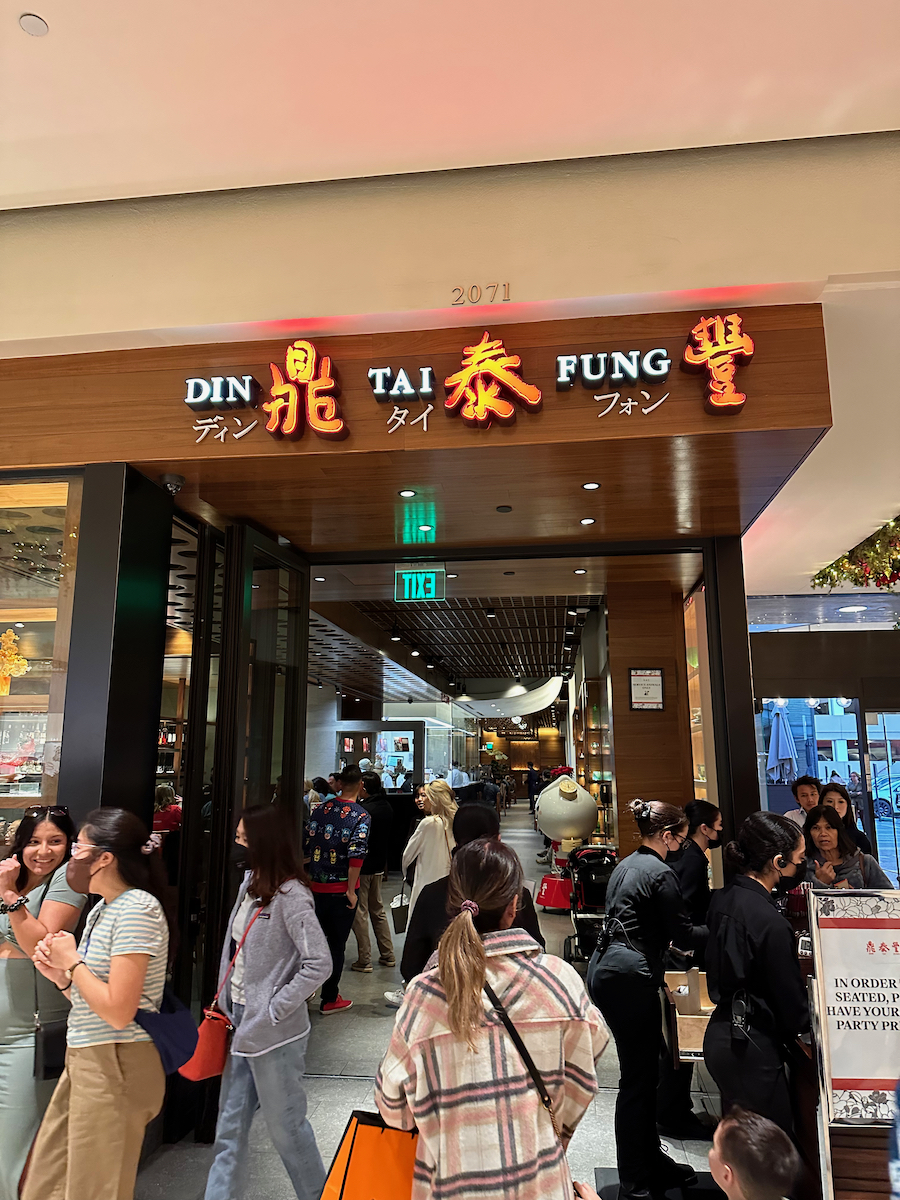 2071
DIN 鼎 TAI 泰 FUNG 豐
ディン タイ フォン
EXIT
鼎泰豐
IN ORDER
SEATED, P
HAVE YOUR
PARTY PR